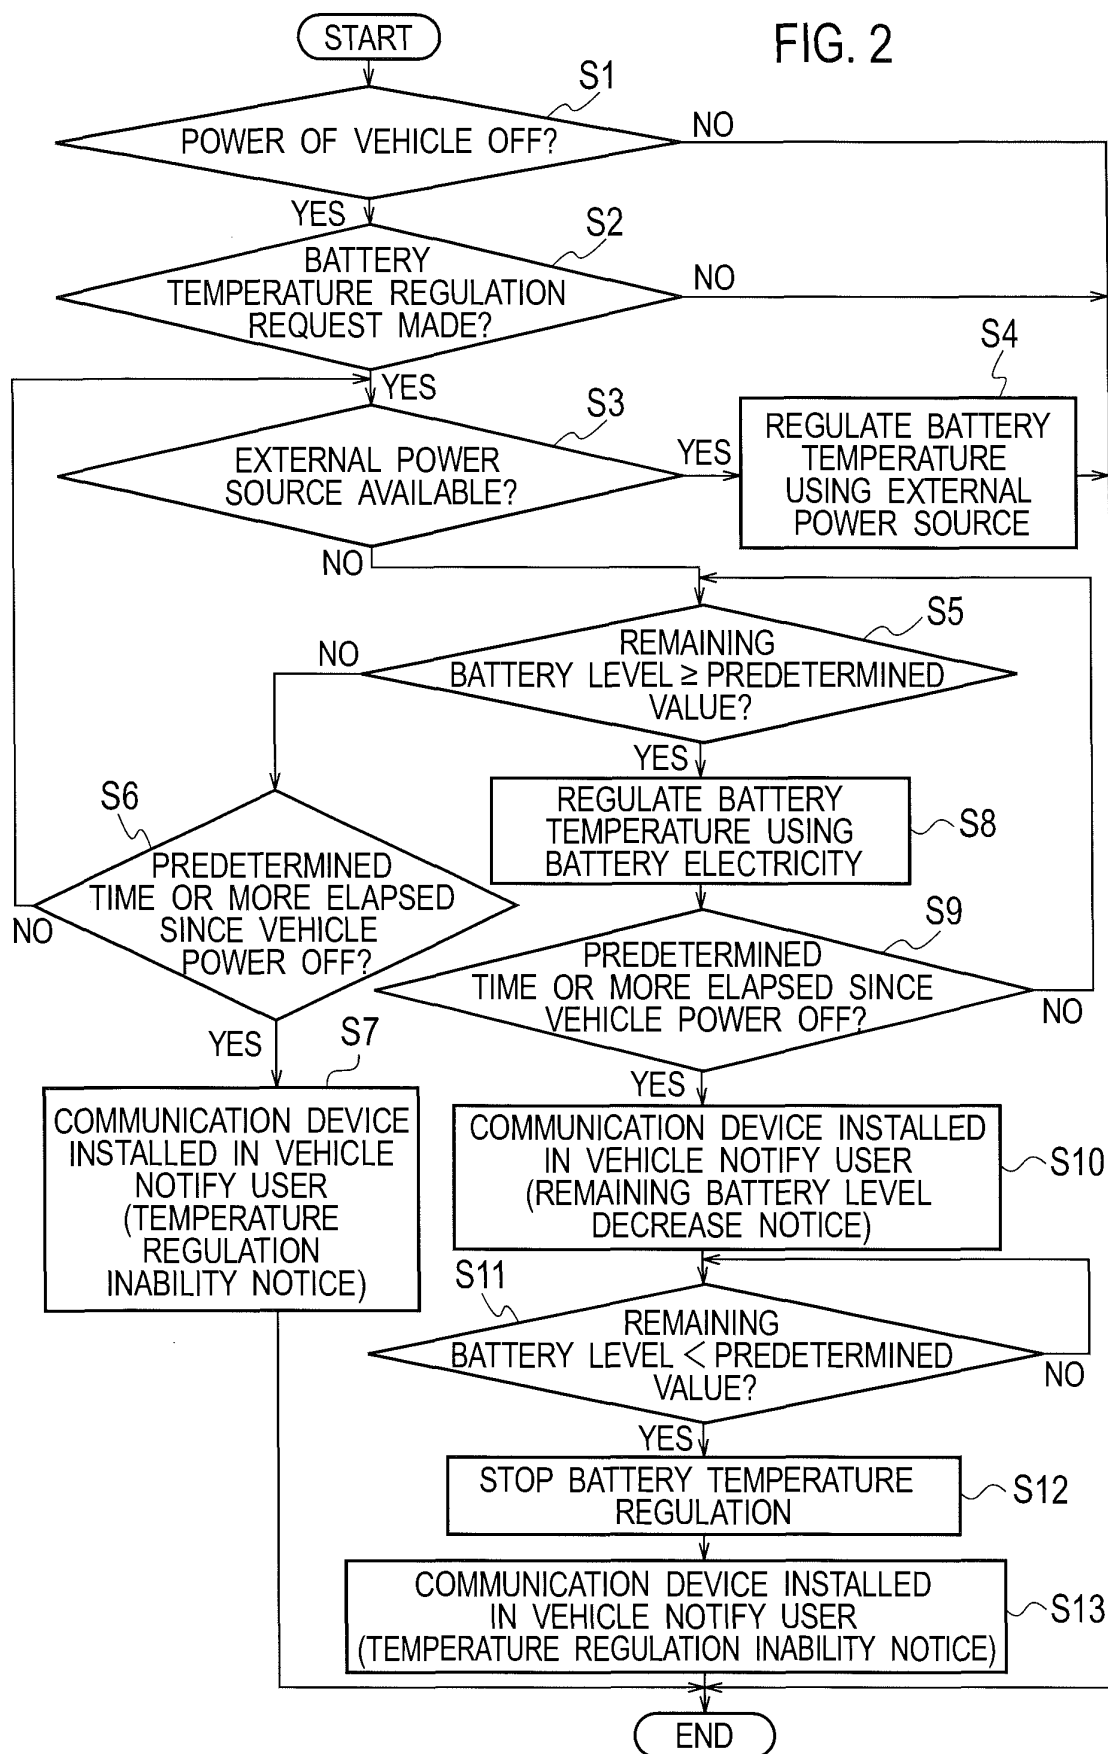 START
FIG. 2
S1
POWER OF VEHICLE OFF?
NO
YES
S2
BATTERY
TEMPERATURE REGULATION
REQUEST MADE?
NO
YES
S3
EXTERNAL POWER
SOURCE AVAILABLE?
YES
S4
REGULATE BATTERY
TEMPERATURE
USING EXTERNAL
POWER SOURCE
NO
S5
REMAINING
BATTERY LEVEL ≥ PREDETERMINED
VALUE?
NO
YES
S6
PREDETERMINED
TIME OR MORE ELAPSED
SINCE VEHICLE
POWER OFF?
NO
YES
S7
COMMUNICATION DEVICE
INSTALLED IN VEHICLE
NOTIFY USER
(TEMPERATURE
REGULATION
INABILITY NOTICE)
REGULATE BATTERY
TEMPERATURE USING
BATTERY ELECTRICITY
S8
S9
PREDETERMINED
TIME OR MORE ELAPSED SINCE
VEHICLE POWER OFF?
NO
YES
COMMUNICATION DEVICE INSTALLED
IN VEHICLE NOTIFY USER
(REMAINING BATTERY LEVEL
DECREASE NOTICE)
S10
S11
REMAINING
BATTERY LEVEL < PREDETERMINED
VALUE?
NO
YES
STOP BATTERY TEMPERATURE
REGULATION
S12
COMMUNICATION DEVICE INSTALLED
IN VEHICLE NOTIFY USER
(TEMPERATURE REGULATION INABILITY NOTICE)
S13
END